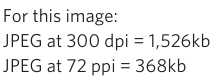 For this image:
JPEG at 300 dpi = 1,526kb
JPEG at 72 ppi = 368kb